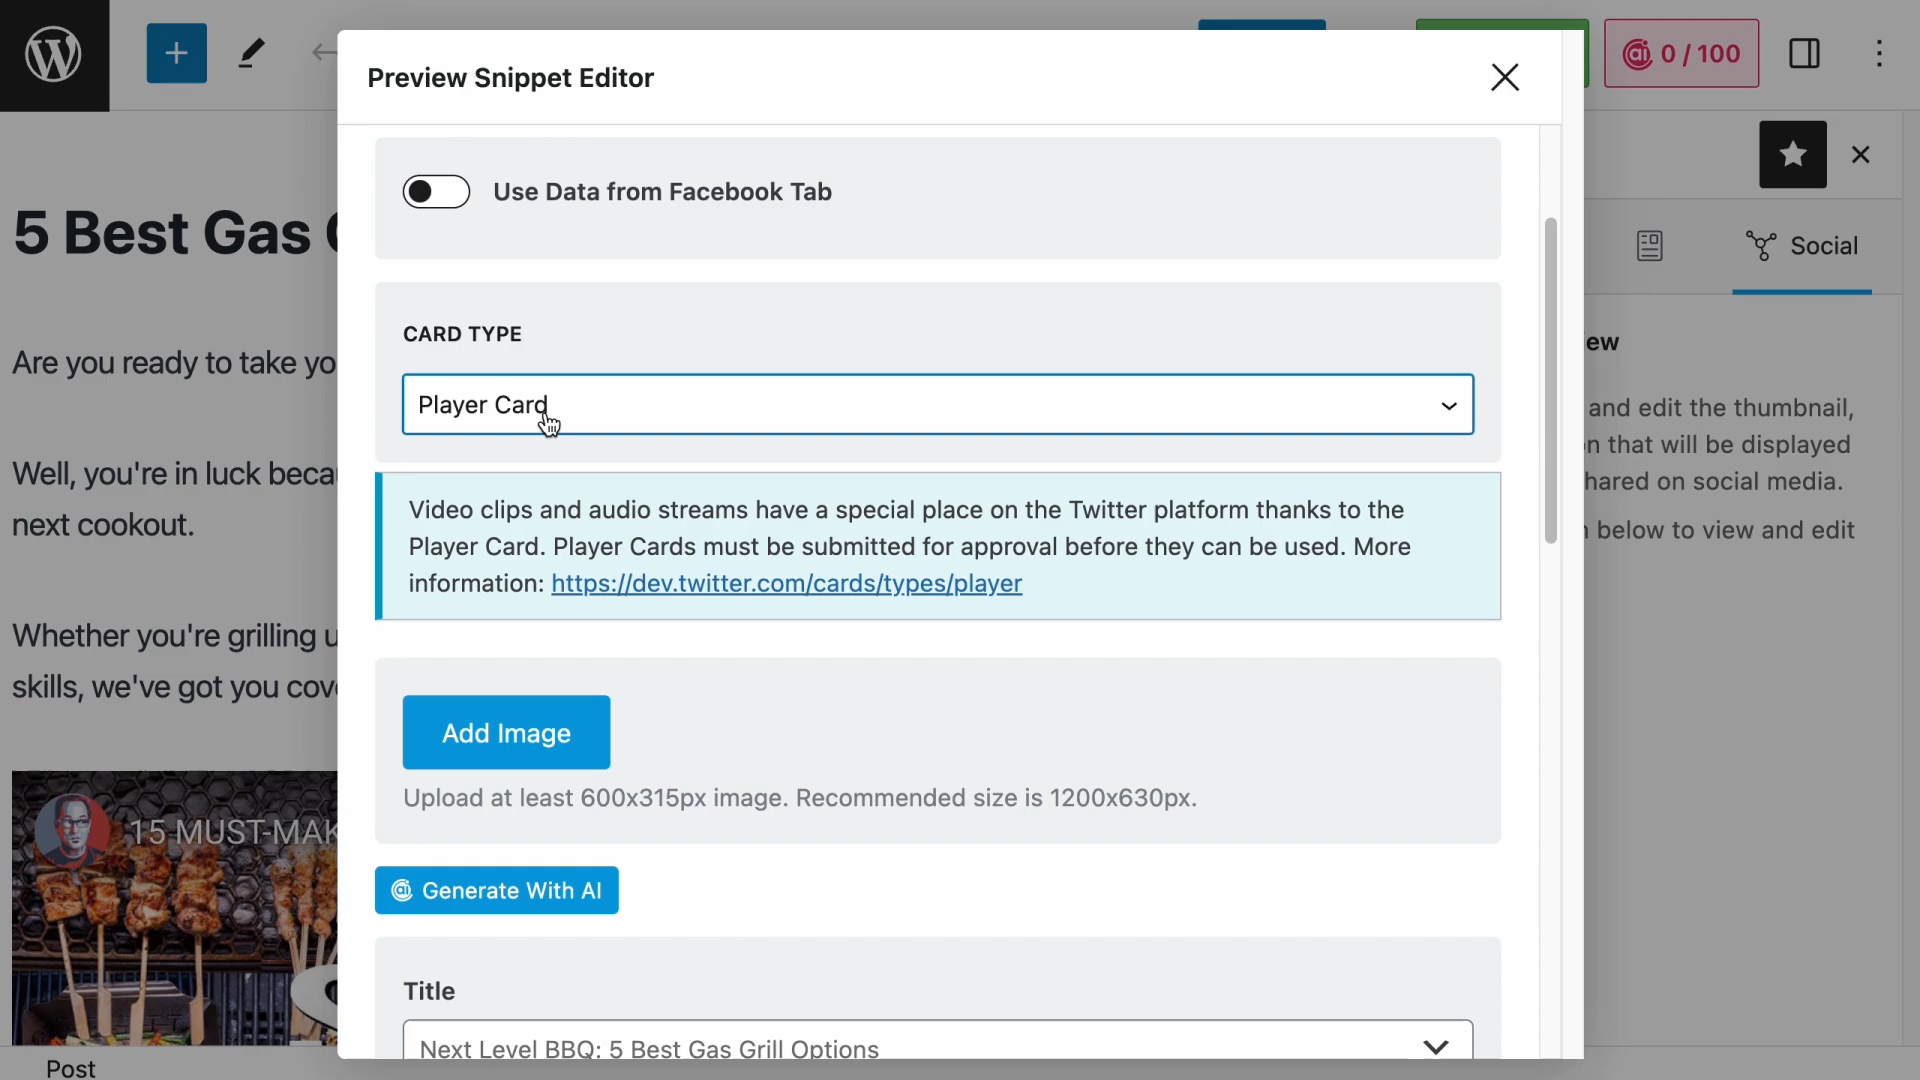 Preview Snippet Editor
0 / 100
Use Data from Facebook Tab
Social
5 Best Gas
CARD TYPE
Are you ready to take yo
Player Card
and edit the thumbnail,
that will be displayed
on social media.
Well, you're in luck
next cookout.
Video clips and audio streams have a special place on the Twitter platform thanks to the
Player Card. Player Cards must be submitted for approval before they can be used. More
information: https://dev.twitter.com/cards/types/player
below to view and edit
Whether you're grilling
skills, we've got you
Add Image
Upload at least 600x315px image. Recommended size is 1200x630px.
15 MUST-MAK
Generate With AI
Title
Next Level BBQ: 5 Best Gas Grill Options
Post